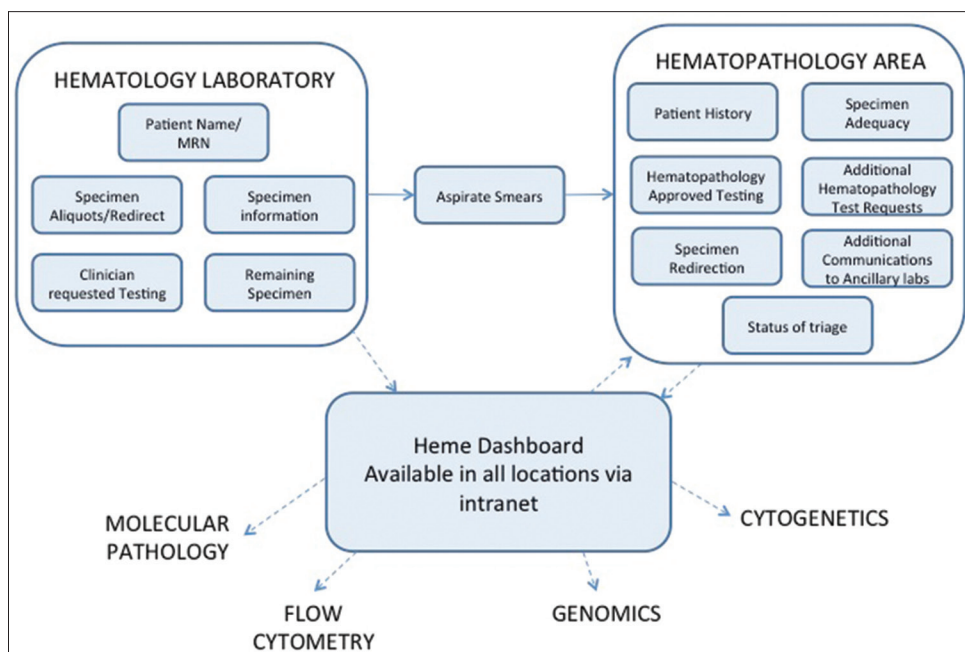 HEMATOLOGY LABORATORY
Patient Name/
MRN
Specimen
Aliquots/Redirect
Specimen
information
Clinician
requested Testing
Remaining
Specimen
Aspirate Smears
HEMATOPATHOLOGY AREA
Patient History
Specimen
Adequacy
Hematopathology
Approved Testing
Additional
Hematopathology
Test Requests
Specimen
Redirection
Additional
Communications
to Ancillary labs
Status of triage
Heme Dashboard
Available in all locations via
intranet
MOLECULAR
PATHOLOGY
FLOW
CYTOMETRY
GENOMICS
CYTOGENETICS